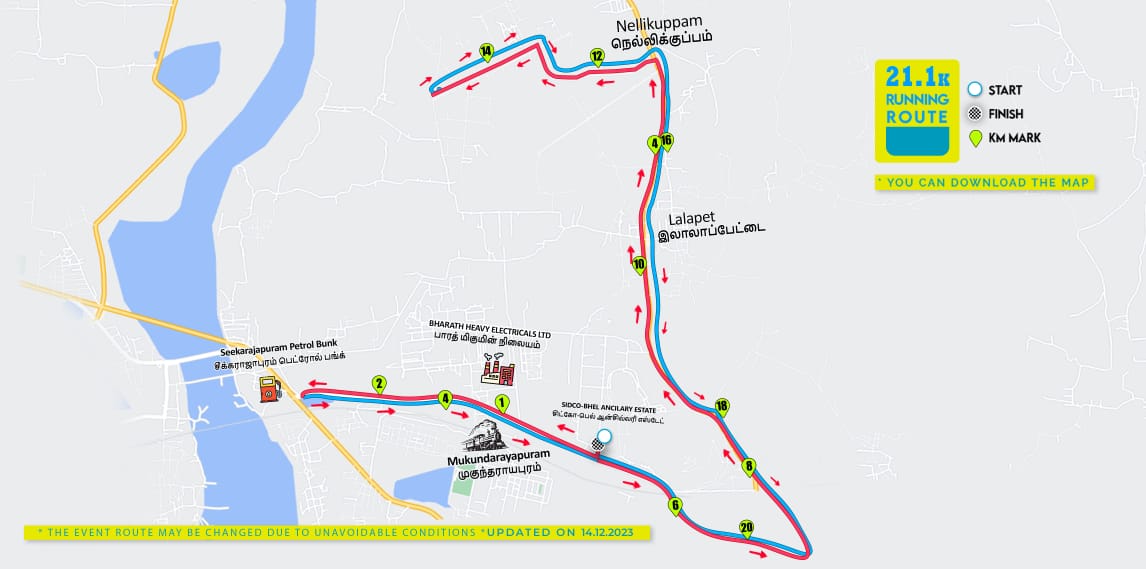 Nellikuppam
நெல்லிக்குப்பம்
14
12
21.1K
RUNNING
ROUTE
START
FINISH
KM MARK
* YOU CAN DOWNLOAD THE MAP
4
16
Lalapet
இலாலாப்பேட்டை
10
BHARATH HEAVY ELECTRICALS LTD
பாரத் மிகுமின் நிலையம்
Seekarajapuram Petrol Bunk
சீக்கராஜாபுரம் பெட்ரோல் பங்க்
2
4
1
SIDCO-BHEL ANCILARY ESTATE
சிட்கோ-பெல் ஆன்சில்வரி எஸ்டேட்
18
Mukundarayapuram
முகுந்தராயபுரம்
8
6
20
* THE EVENT ROUTE MAY BE CHANGED DUE TO UNAVOIDABLE CONDITIONS *UPDATED ON 14.12.2023